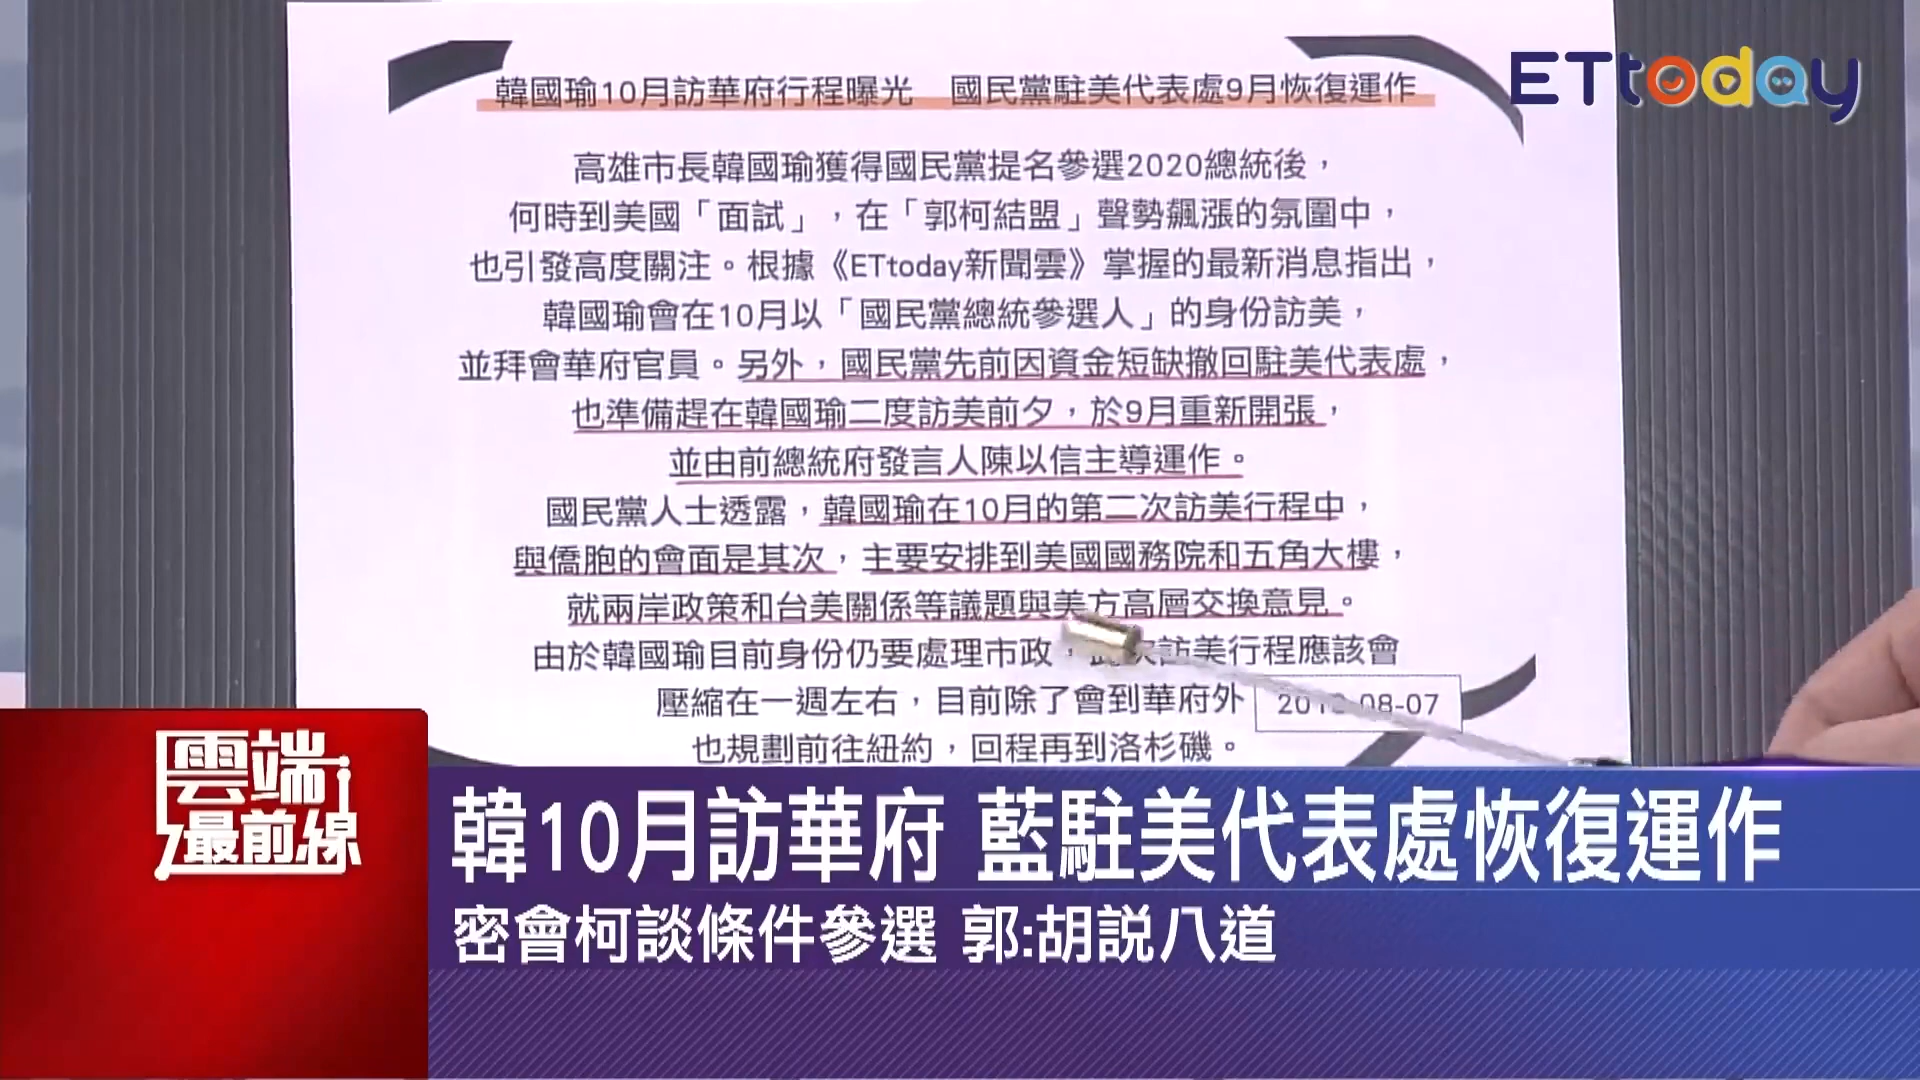 韓國瑜10月訪華府行程曝光　國民黨駐美代表處9月恢復運作
ETtoday
高雄市長韓國瑜獲得國民黨提名參選2020總統後，
何時到美國「面試」，在「郭柯結盟」聲勢飆漲的氛圍中，
也引發高度關注。根據《ETtoday新聞雲》掌握的最新消息指出，
韓國瑜會在10月以「國民黨總統參選人」的身份訪美，
並拜會華府官員。另外，國民黨先前因資金短缺撤回駐美代表處，
也準備趕在韓國瑜二度訪美前夕，於9月重新開張，
並由前總統府發言人陳以信主導運作。
國民黨人士透露，韓國瑜在10月的第二次訪美行程中，
與僑胞的會面是其次，主要安排到美國國務院和五角大樓，
就兩岸政策和台美關係等議題與美方高層交換意見。
由於韓國瑜目前身份仍要處理市政，訪美行程應該會
壓縮在一週左右，目前除了會到華府外
08-07
也規劃前往紐約，回程再到洛杉磯。
雲端最前線
韓10月訪華府 藍駐美代表處恢復運作
密會柯談條件參選 郭:胡說八道